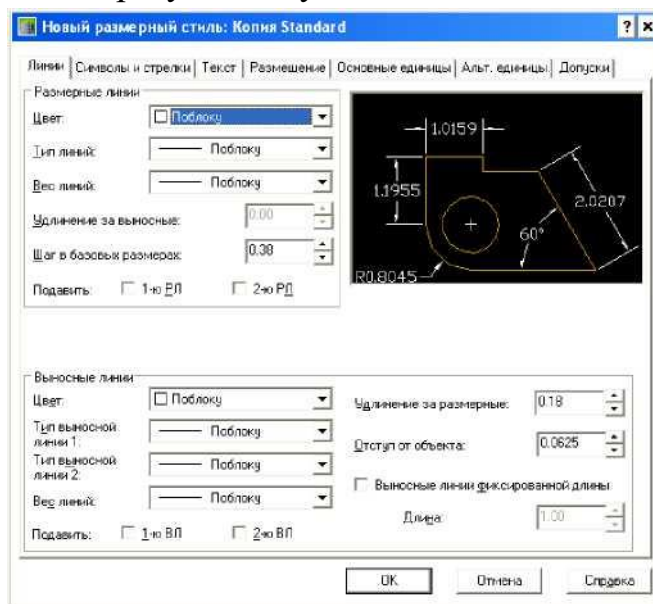 Новый размерный стиль: Копия Standard
Линии Символы и стрелки Текст Размещение Основные единицы Альт. единицы Допуски
Размерные линии
Цвет: Поблоку
Тип линий: Поблоку
Вес линий: Поблоку
Удлинение за выносные: 0.00
Шаг в базовых размерах: 0.38
Подавить: 1-ю РЛ 2-ю РЛ
1.0159
1.1955
2.0207
60°
R0.8045
Выносные линии
Цвет: Поблоку
Тип выносной линии 1: Поблоку
Тип выносной линии 2: Поблоку
Вес линий: Поблоку
Подавить: 1-ю ВЛ 2-ю ВЛ
Удлинение за размерные: 0.18
Отступ от объекта: 0.0625
Выносные линии фиксированной длины
Длина: 1.00
OK Отмена Справка